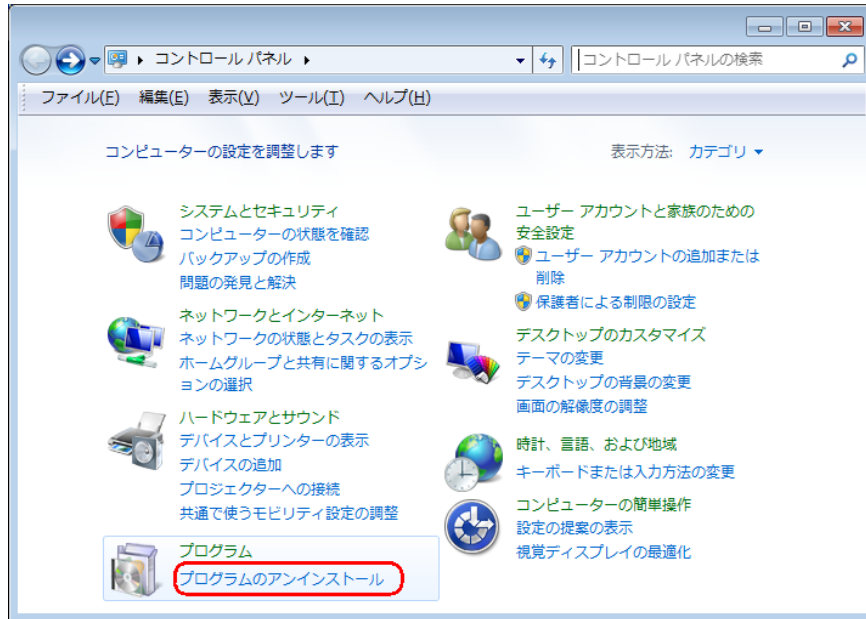 コントロール パネル
コントロール パネルの検索
ファイル(F) 編集(E) 表示(V) ツール(T) ヘルプ(H)
コンピューターの設定を調整します
表示方法: カテゴリ
システムとセキュリティ
コンピューターの状態を確認
バックアップの作成
問題の発見と解決
ネットワークとインターネット
ネットワークの状態とタスクの表示
ホームグループと共有に関するオプシ
ョンの選択
ハードウェアとサウンド
デバイスとプリンターの表示
デバイスの追加
プロジェクターへの接続
共通で使うモビリティ設定の調整
プログラム
プログラムのアンインストール
ユーザー アカウントと家族のための
安全設定
ユーザー アカウントの追加または
削除
保護者による制限の設定
デスクトップのカスタマイズ
テーマの変更
デスクトップの背景の変更
画面の解像度の調整
時計、言語、および地域
キーボードまたは入力方法の変更
コンピューターの簡単操作
設定の提案の表示
視覚ディスプレイの最適化